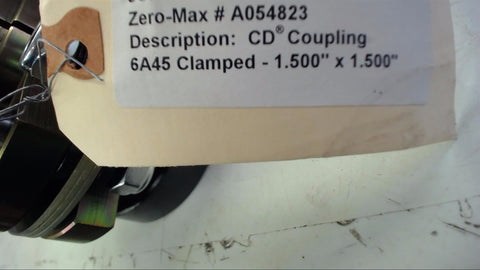 Zero-Max # A054823
Description: CD® Coupling
6A45 Clamped - 1.500" x 1.500"